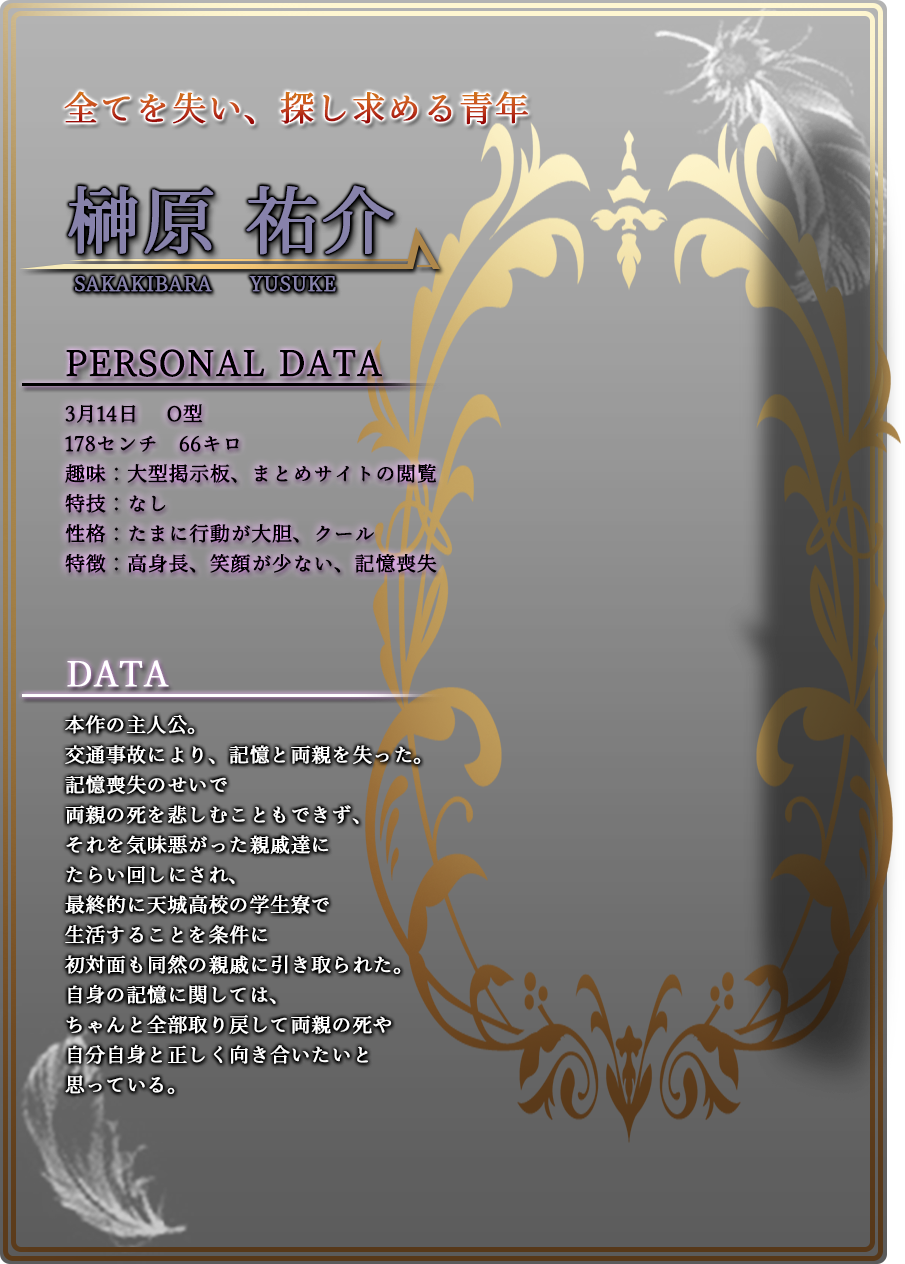 全てを失い、探し求める青年
榊原 祐介
SAKAKIBARA YUSUKE
PERSONAL DATA
3月14日 O型
178センチ 66キロ
趣味：大型掲示板、まとめサイトの閲覧
特技：なし
性格：たまに行動が大胆、クール
特徴：高身長、笑顔が少ない、記憶喪失
DATA
本作の主人公。
交通事故により、記憶と両親を失った。
記憶喪失のせいで
両親の死を悲しむこともできず、
それを気味悪がった親戚達に
たらい回しにされ、
最終的に天城高校の学生寮で
生活することを条件に
初対面も同然の親戚に引き取られた。
自身の記憶に関しては、
ちゃんと全部取り戻して両親の死や
自分自身と正しく向き合いたいと
思っている。